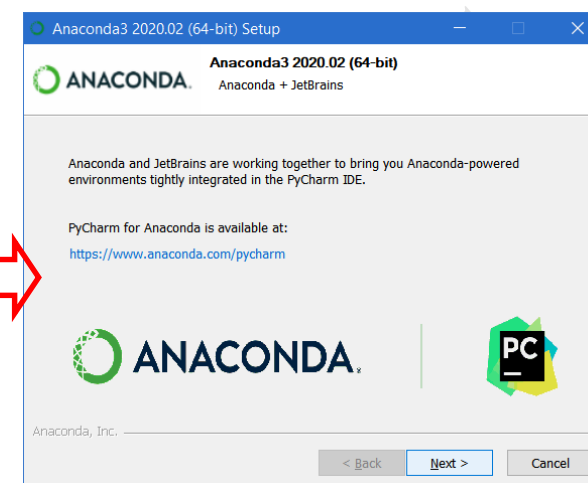 Anaconda3 2020.02 (64-bit) Setup
ANACONDA.
Anaconda3 2020.02 (64-bit)
Anaconda + JetBrains
Anaconda and JetBrains are working together to bring you Anaconda-powered
environments tightly integrated in the PyCharm IDE.
PyCharm for Anaconda is available at:
https://www.anaconda.com/pycharm
ANACONDA.
PC
Anaconda, Inc.
< Back Next > Cancel